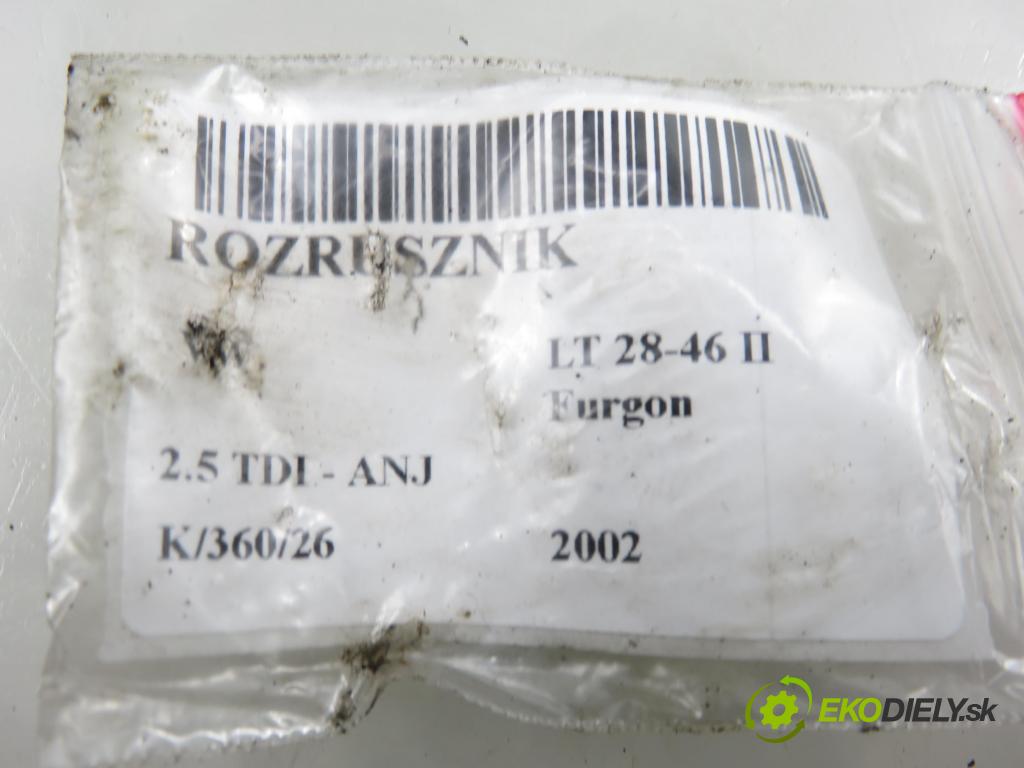 ROZRUSZNIK
VW
LT 28-46 II
Furgon
2.5 TDI - ANJ
K/360/26
2002
EKODIELY.sk